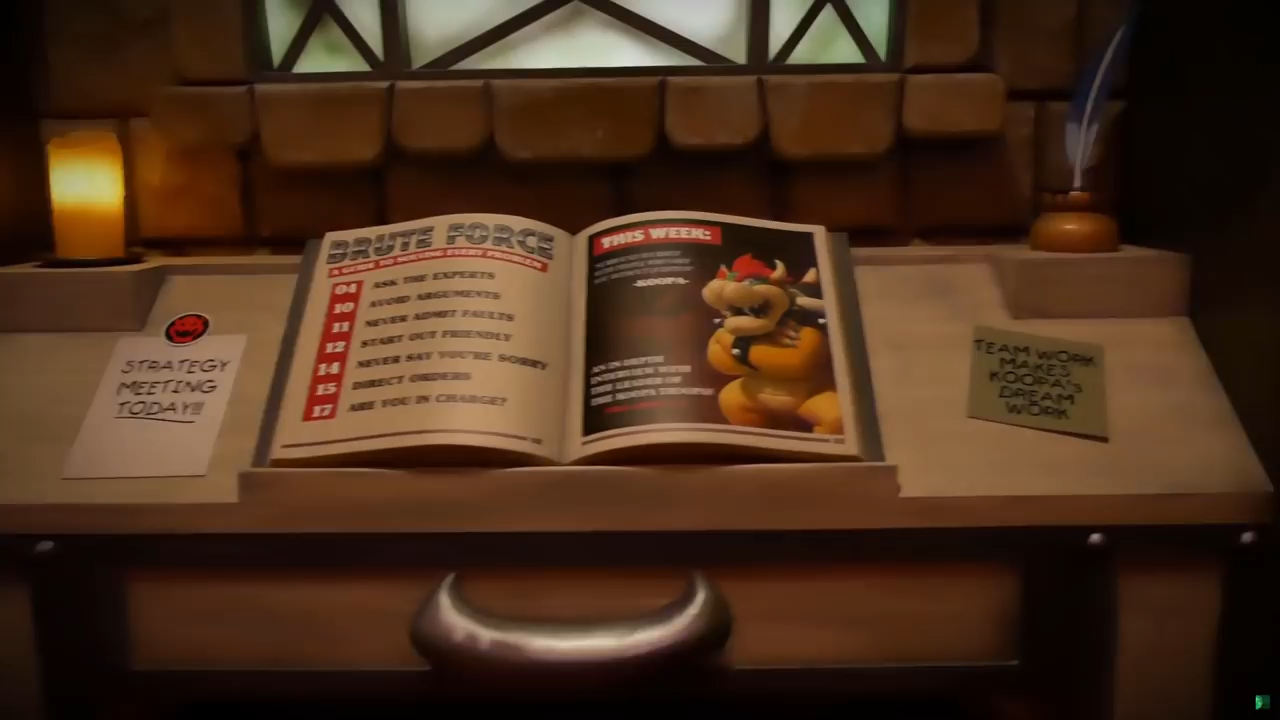 BRUTE FORCE
A GUIDE TO SOLVING EVERY PROBLEM
04 ASK THE EXPERTS
10 AVOID ARGUMENTS
11 NEVER ADMIT FAULTS
12 START OUT FRIENDLY
14 NEVER SAY YOU'RE SORRY
15 DIRECT ORDERS
17 ARE YOU IN CHARGE?
THIS WEEK:
-KOOPA-
AN IN DEPTH
INTERVIEW WITH
THE LEADER OF
THE KOOPA TROOPS!
STRATEGY
MEETING
TODAY!!!
TEAM WORK
MAKES
KOOPA's
DREAM
WORK